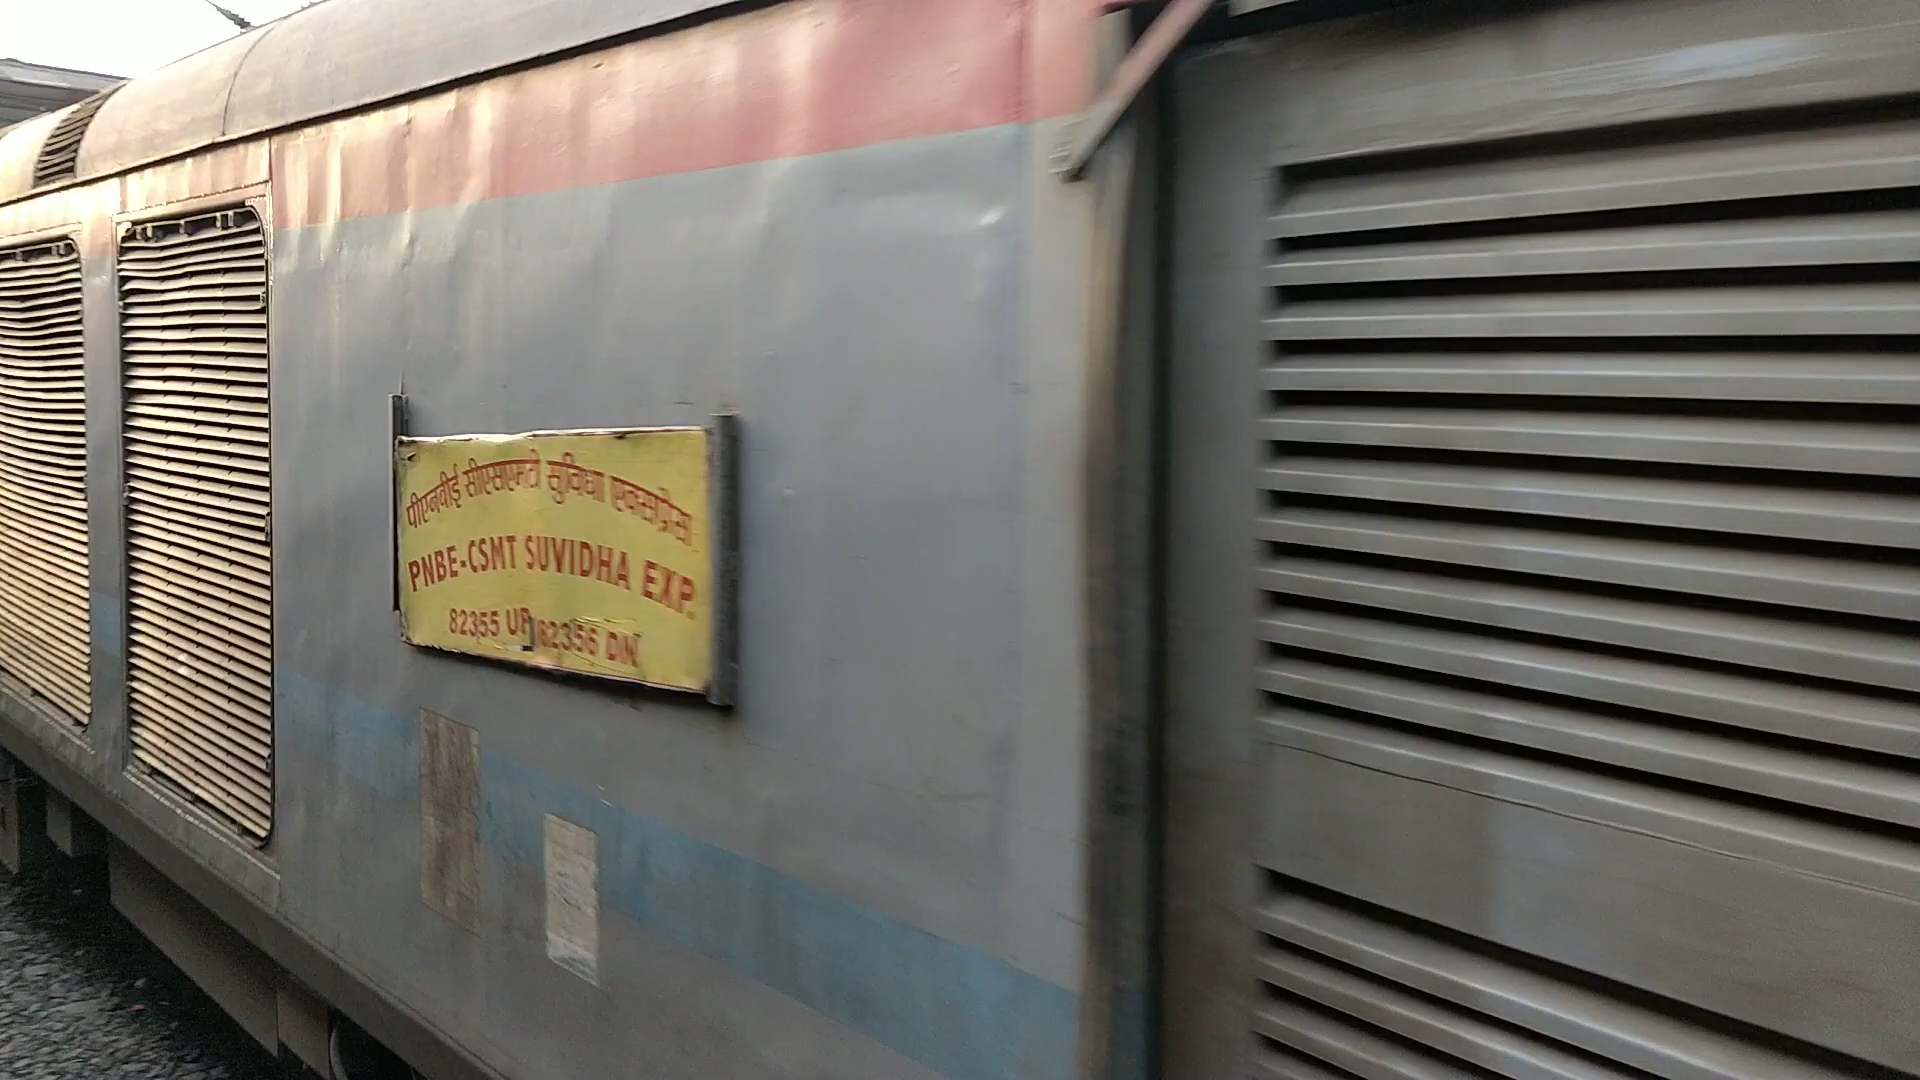 पीएनबीई सीएसएमटी सुविधा एक्सप्रेस
PNBE-CSMT SUVIDHA EXP.
82355 UP 82356 DN